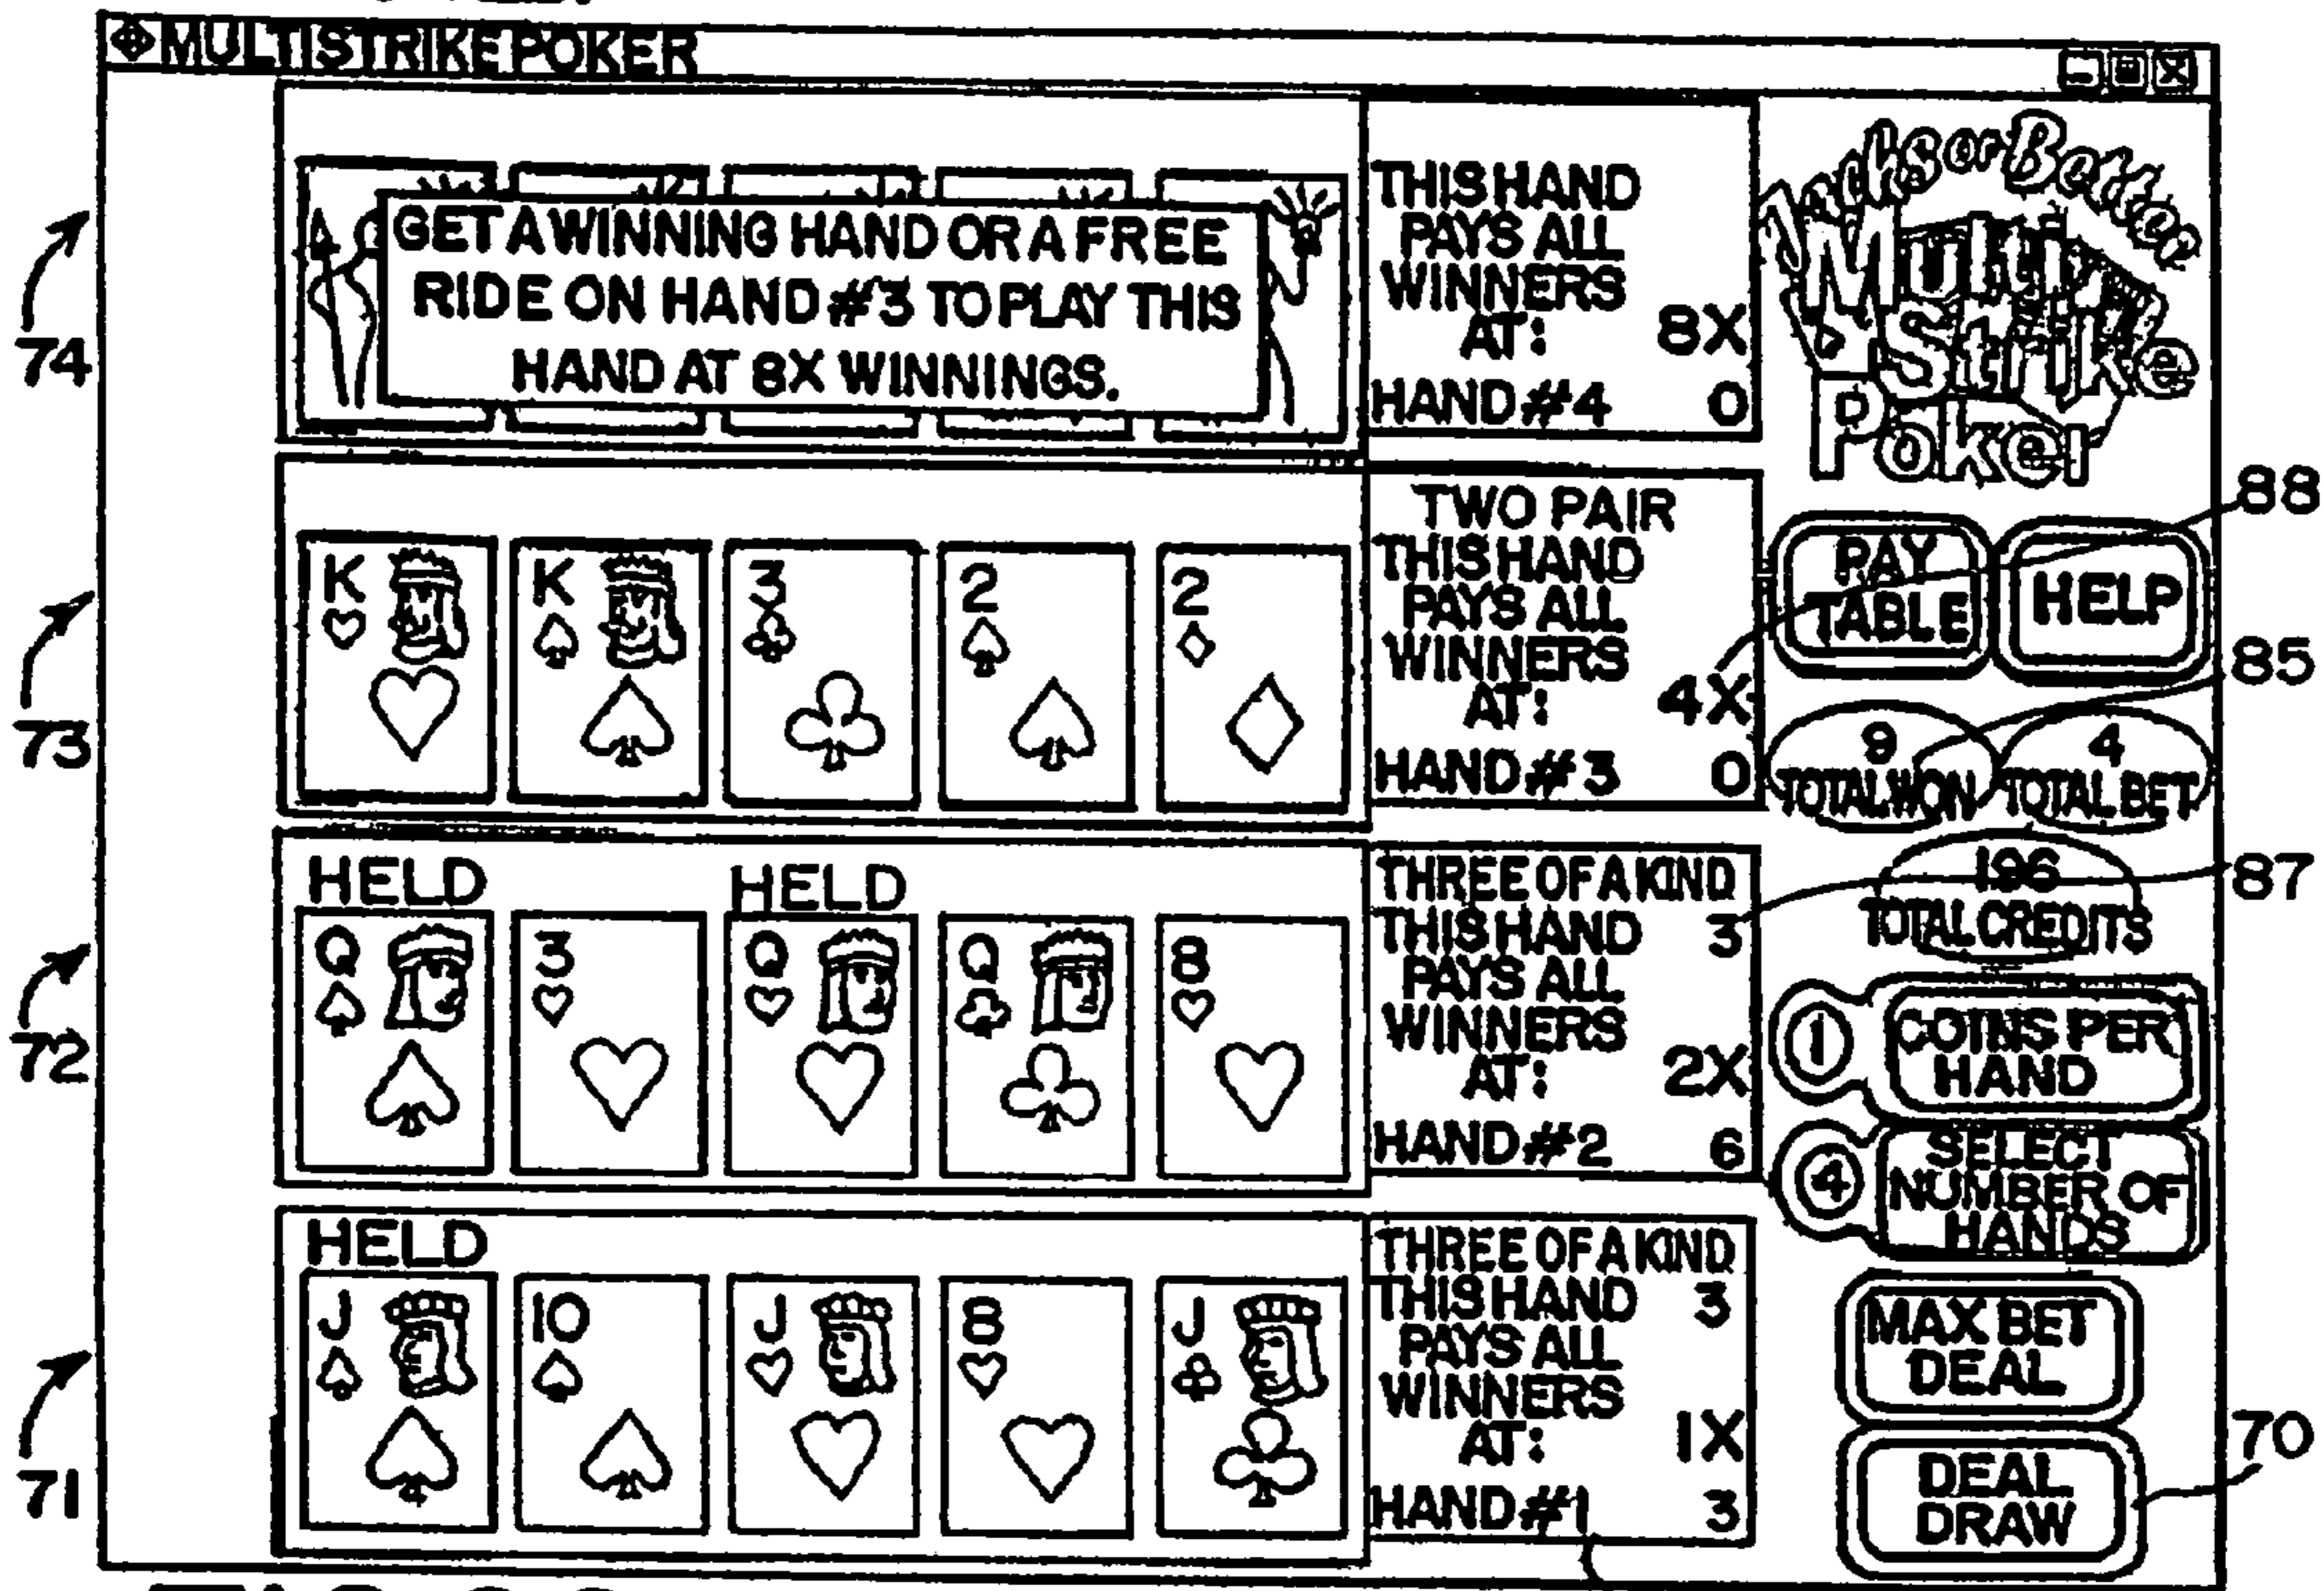 MULTISTRIKE POKER
GET A WINNING HAND OR A FREE
RIDE ON HAND #3 TO PLAY THIS
HAND AT 8X WINNINGS.
THIS HAND
PAYS ALL
WINNERS
AT: 8X
HAND #4 0
Jacks or Better
Multi
Strike
Poker
74
88
K K 3 2 2
TWO PAIR
THIS HAND
PAYS ALL
WINNERS
AT: 4X
HAND #3 0
PAY
TABLE
HELP
85
9
TOTAL WON
4
TOTAL BET
73
HELD HELD
Q 3 Q Q 8
THREE OF A KIND
THIS HAND 3
PAYS ALL
WINNERS
AT: 2X
HAND #2 6
196
TOTAL CREDITS
87
1
COINS PER
HAND
4
SELECT
NUMBER OF
HANDS
72
HELD
J 10 J 8 J
THREE OF A KIND
THIS HAND 3
PAYS ALL
WINNERS
AT: 1X
HAND #1 3
MAX BET
DEAL
DEAL
DRAW
70
71